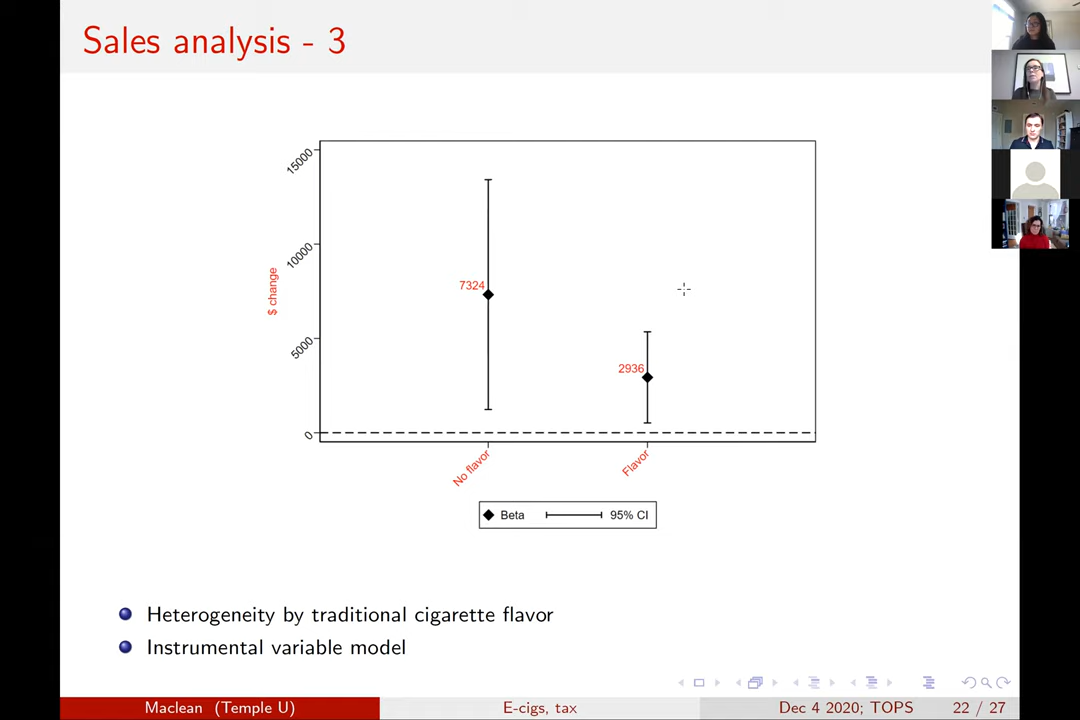 Sales analysis - 3
15000
10000
5000
0
$ change
7324
2936
No flavor
Flavor
Beta
95% CI
Heterogeneity by traditional cigarette flavor
Instrumental variable model
Maclean (Temple U)
E-cigs, tax
Dec 4 2020; TOPS
22 / 27